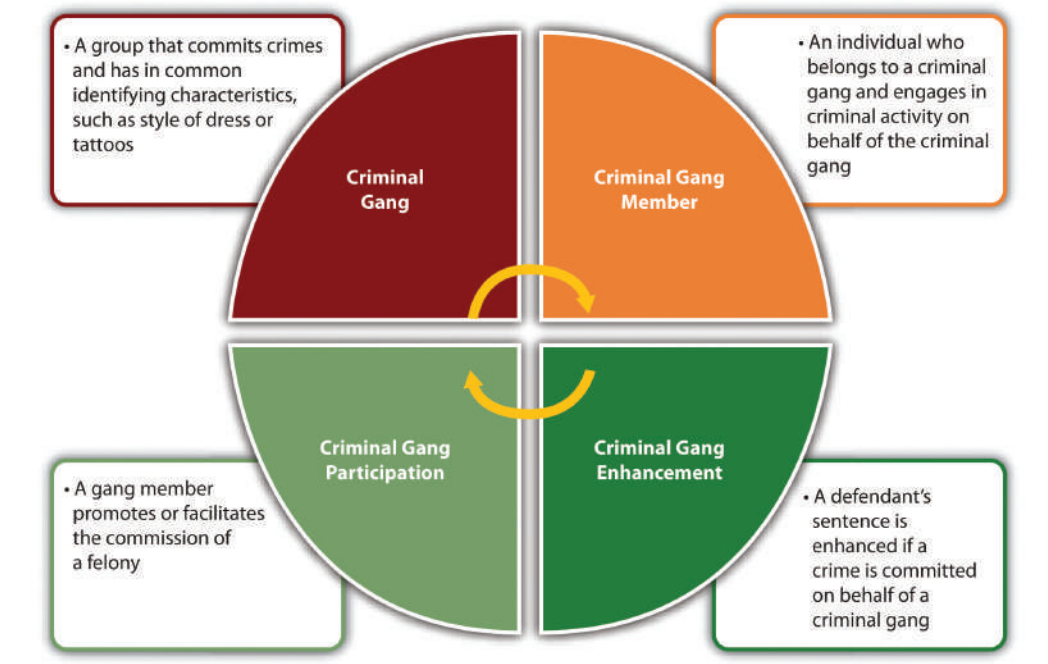 • A group that commits crimes
and has in common
identifying characteristics,
such as style of dress or
tattoos
Criminal
Gang
• An individual who
belongs to a criminal
gang and engages in
criminal activity on
behalf of the criminal
gang
Criminal Gang
Member
• A gang member
promotes or facilitates
the commission of
a felony
Criminal Gang
Participation
• A defendant's
sentence is
enhanced if a
crime is committed
on behalf of a
criminal gang
Criminal Gang
Enhancement